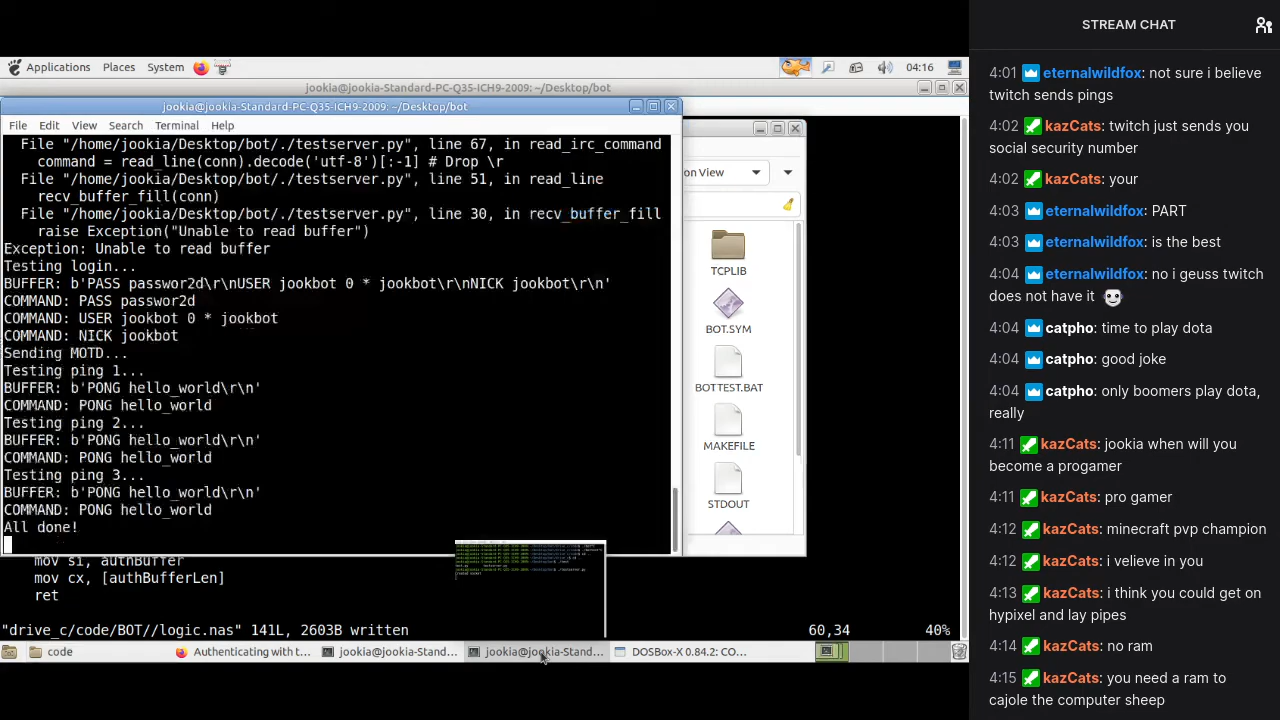 STREAM CHAT
Applications Places System
04:16
jookia@jookia-Standard-PC-Q35-ICH9-2009: ~/Desktop/bot
jookia@jookia-Standard-PC-Q35-ICH9-2009: ~/Desktop/bot
File Edit View Search Terminal Help
File "/home/jookia/Desktop/bot/./testserver.py", line 67, in read_irc_command
command = read_line(conn).decode('utf-8')[:-1] # Drop \r
File "/home/jookia/Desktop/bot/./testserver.py", line 51, in read_line
recv_buffer_fill(conn)
File "/home/jookia/Desktop/bot/./testserver.py", line 30, in recv_buffer_fill
raise Exception("Unable to read buffer")
Exception: Unable to read buffer
Testing login...
BUFFER: b'PASS passwor2d\r\nUSER jookbot 0 * jookbot\r\nNICK jookbot\r\n'
COMMAND: PASS passwor2d
COMMAND: USER jookbot 0 * jookbot
COMMAND: NICK jookbot
Sending MOTD...
Testing ping 1...
BUFFER: b'PONG hello_world\r\n'
COMMAND: PONG hello_world
Testing ping 2...
BUFFER: b'PONG hello_world\r\n'
COMMAND: PONG hello_world
Testing ping 3...
BUFFER: b'PONG hello_world\r\n'
COMMAND: PONG hello_world
All done!
on View
TCPLIB
BOT.SYM
BOTTEST.BAT
MAKEFILE
STDOUT
mov si, authBuffer
mov cx, [authBufferLen]
ret
"drive_c/code/BOT//logic.nas" 141L, 2603B written 60,34 40%
code
Authenticating with t...
jookia@jookia-Stand...
jookia@jookia-Stand...
DOSBox-X 0.84.2: CO...
4:01 eternalwildfox: not sure i believe
twitch sends pings
4:02 kazCats: twitch just sends you
social security number
4:02 kazCats: your
4:03 eternalwildfox: PART
4:03 eternalwildfox: is the best
4:04 eternalwildfox: no i geuss twitch
does not have it
4:04 catpho: time to play dota
4:04 catpho: good joke
4:04 catpho: only boomers play dota,
really
4:11 kazCats: jookia when will you
become a progamer
4:11 kazCats: pro gamer
4:12 kazCats: minecraft pvp champion
4:12 kazCats: i velieve in you
4:13 kazCats: i think you could get on
hypixel and lay pipes
4:14 kazCats: no ram
4:15 kazCats: you need a ram to
cajole the computer sheep